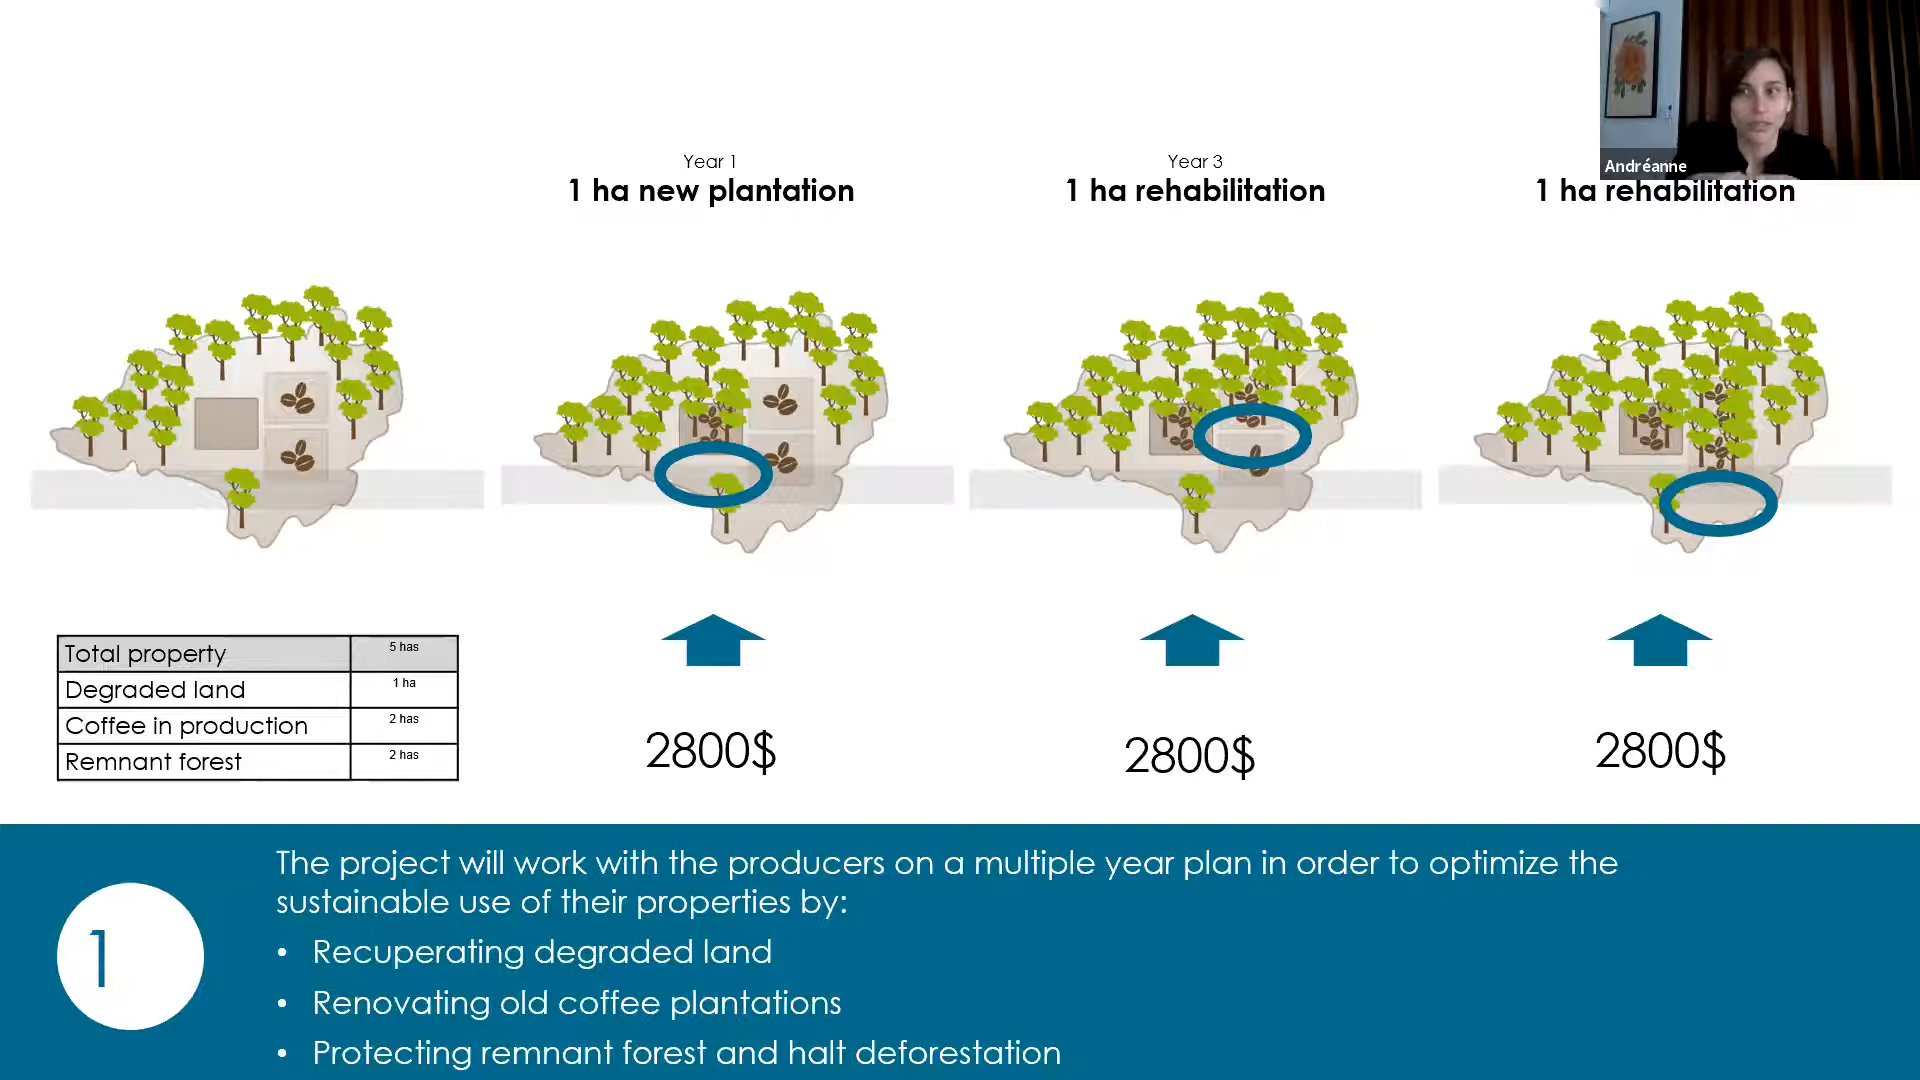 Andréanne
Year 1
1 ha new plantation
Year 3
1 ha rehabilitation
1 ha rehabilitation
Total property 5 has
Degraded land 1 ha
Coffee in production 2 has
Remnant forest 2 has
2800$
2800$
2800$
1
The project will work with the producers on a multiple year plan in order to optimize the
sustainable use of their properties by:
• Recuperating degraded land
• Renovating old coffee plantations
• Protecting remnant forest and halt deforestation